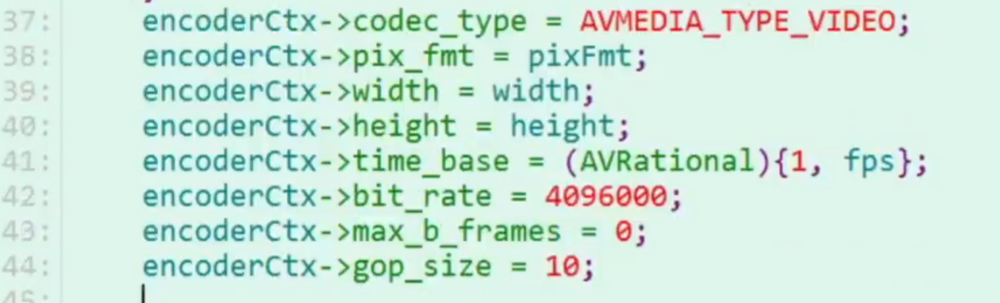 37: encoderCtx->codec_type = AVMEDIA_TYPE_VIDEO;
38: encoderCtx->pix_fmt = pixFmt;
39: encoderCtx->width = width;
40: encoderCtx->height = height;
41: encoderCtx->time_base = (AVRational){1, fps};
42: encoderCtx->bit_rate = 4096000;
43: encoderCtx->max_b_frames = 0;
44: encoderCtx->gop_size = 10;
45: